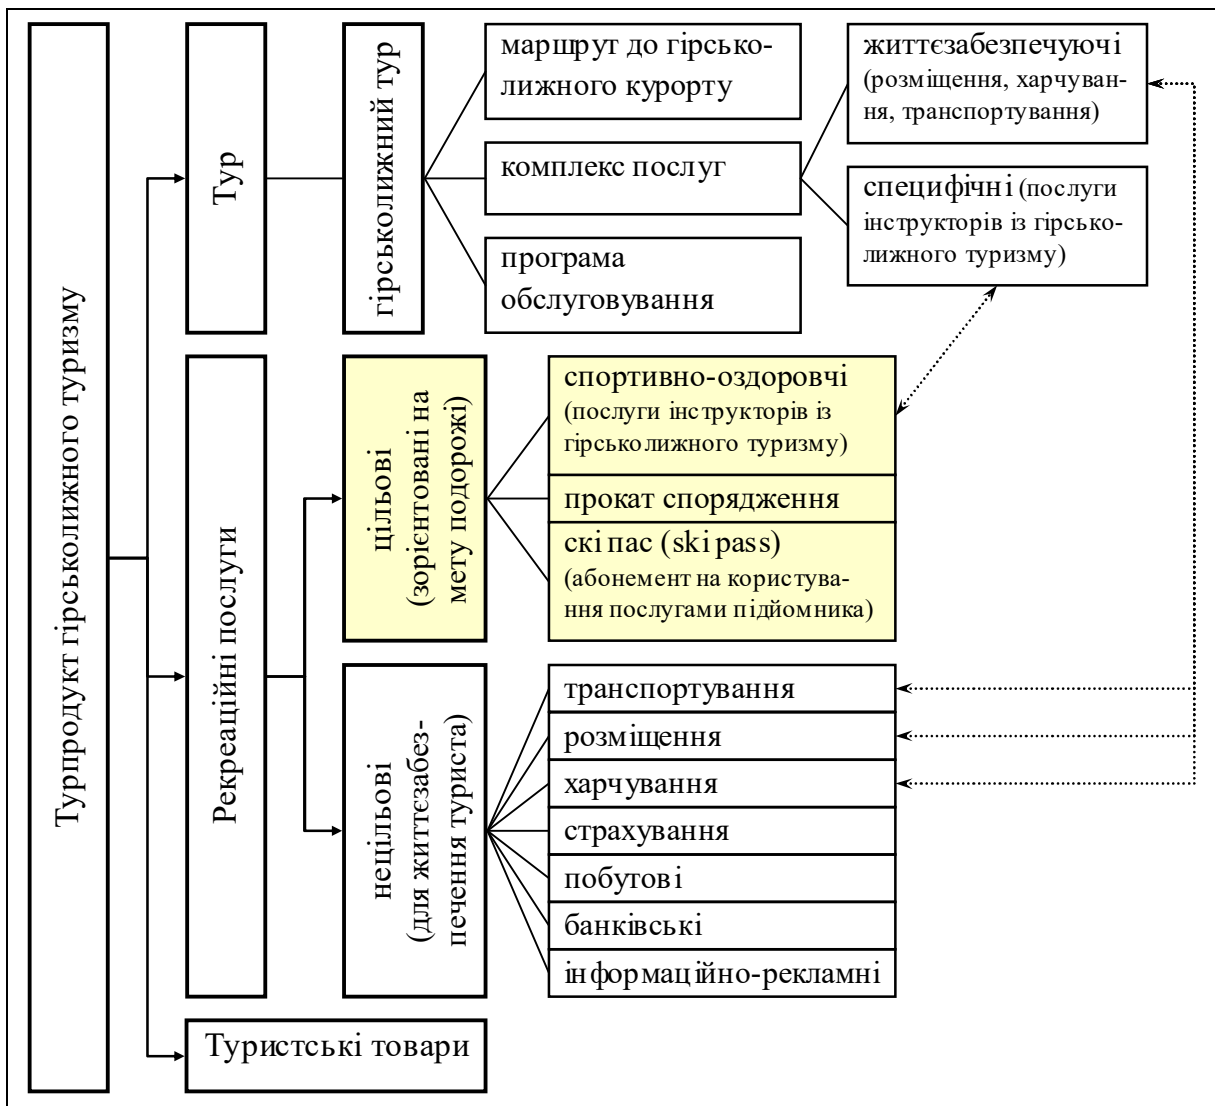 Турпродукт гірськолижного туризму
Тур
гірськолижний тур
маршрут до гірсько-
лижного курорту
комплекс послуг
програма
обслуговування
життєзабезпечуючі
(розміщення, харчуван-
ня, транспортування)
специфічні (послуги
інструкторів із гірсько-
лижного туризму)
Рекреаційні послуги
цільові
(зорієнтовані на
мету подорожі)
спортивно-оздоровчі
(послуги інструкторів із
гірськолижного туризму)
прокат спорядження
скі пас (ski pass)
(абонемент на користува-
ння послугами підйомника)
нецільові
(для життєзабез-
печення туриста)
транспортування
розміщення
харчування
страхування
побутові
банківські
інформаційно-рекламні
Туристські товари